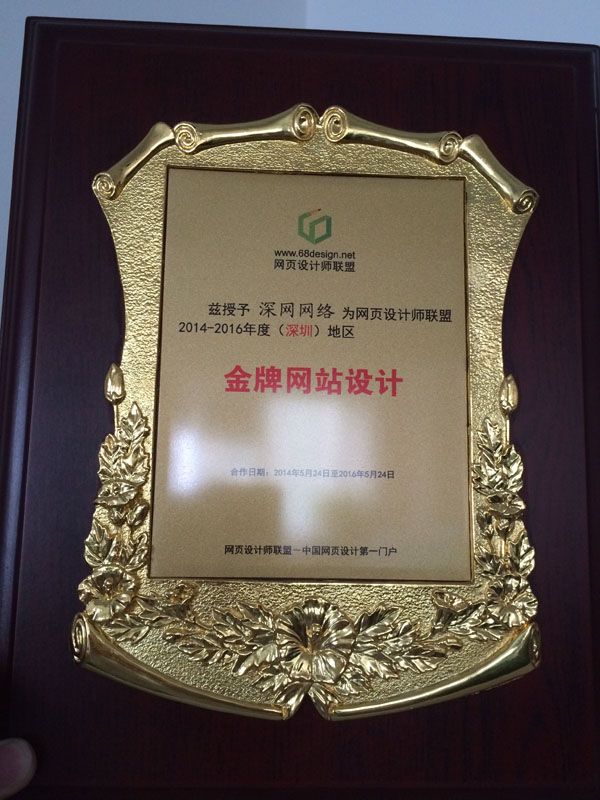 www.68design.net
网页设计师联盟
兹授予 深网网络 为网页设计师联盟
2014-2016年度（深圳）地区
金牌网站设计
合作日期：2014年5月24日至2016年5月24日
网页设计师联盟－中国网页设计第一门户